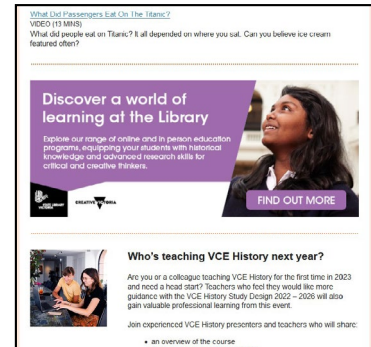 What Did Passengers Eat On The Titanic?
VIDEO (13 MINS)
What did people eat on Titanic? It all depended on where you sat. Can you believe ice cream
featured often?
Discover a world of
learning at the Library
Explore our range of online and in person education
programs, equipping your students with historical
knowledge and advanced research skills for
critical and creative thinkers.
STATE LIBRARY
VICTORIA
CREATIVE VICTORIA
FIND OUT MORE
Who's teaching VCE History next year?
Are you or a colleague teaching VCE History for the first time in 2023
and need a head start? Teachers who feel they would like more
guidance with the VCE History Study Design 2022 – 2026 will also
gain valuable professional learning from this event.
Join experienced VCE History presenters and teachers who will share:
• an overview of the course